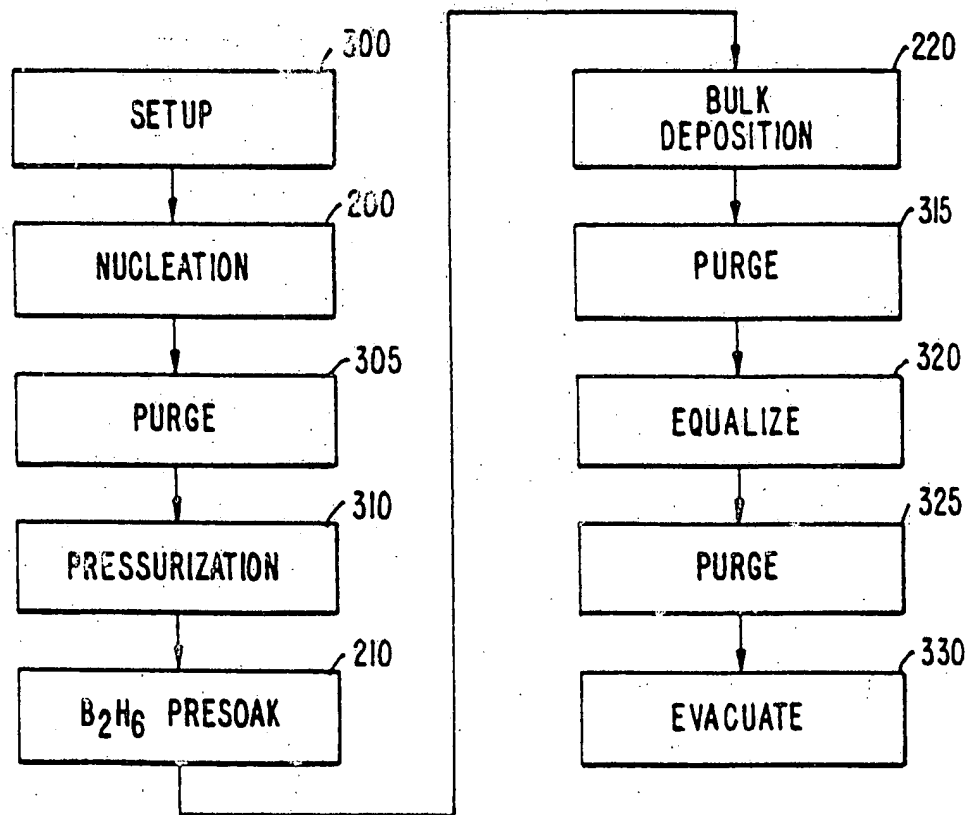 300
SETUP
200
NUCLEATION
305
PURGE
310
PRESSURIZATION
210
B₂H₆ PRESOAK
220
BULK
DEPOSITION
315
PURGE
320
EQUALIZE
325
PURGE
330
EVACUATE